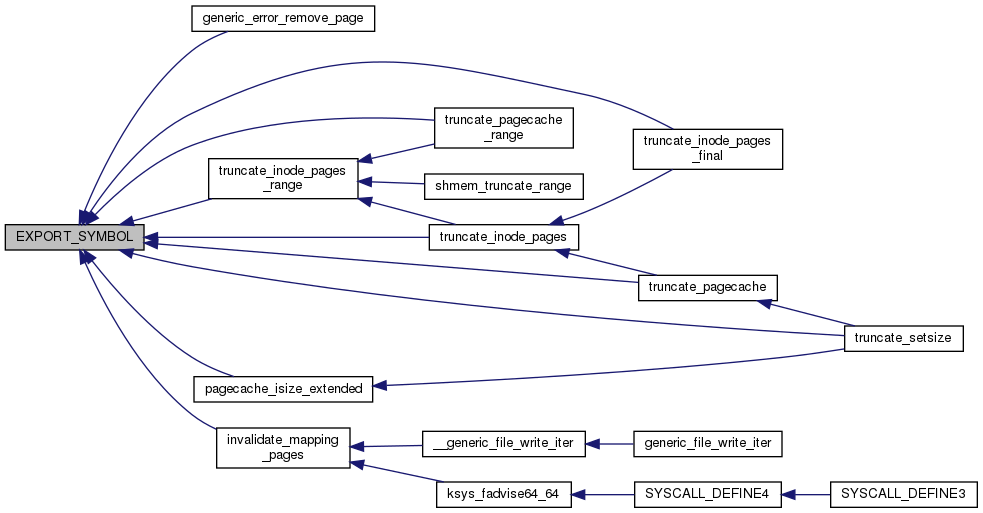 generic_error_remove_page
truncate_pagecache
_range
truncate_inode_pages
_final
truncate_inode_pages
_range
shmem_truncate_range
EXPORT_SYMBOL
truncate_inode_pages
truncate_pagecache
truncate_setsize
pagecache_isize_extended
invalidate_mapping
_pages
__generic_file_write_iter
generic_file_write_iter
ksys_fadvise64_64
SYSCALL_DEFINE4
SYSCALL_DEFINE3